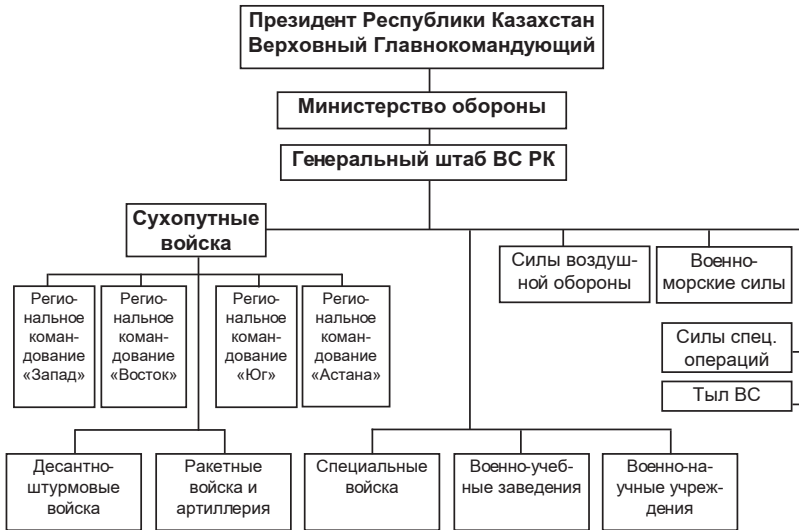 Президент Республики Казахстан
Верховный Главнокомандующий
Министерство обороны
Генеральный штаб ВС РК
Сухопутные
войска
Силы воздуш-
ной обороны
Военно-
морские силы
Регио-
нальное
коман-
дование
«Запад»
Регио-
нальное
коман-
дование
«Восток»
Регио-
нальное
коман-
дование
«Юг»
Регио-
нальное
коман-
дование
«Астана»
Силы спец.
операций
Тыл ВС
Десантно-
штурмовые
войска
Ракетные
войска и
артиллерия
Специальные
войска
Военно-учеб-
ные заведения
Военно-на-
учные учреж-
дения